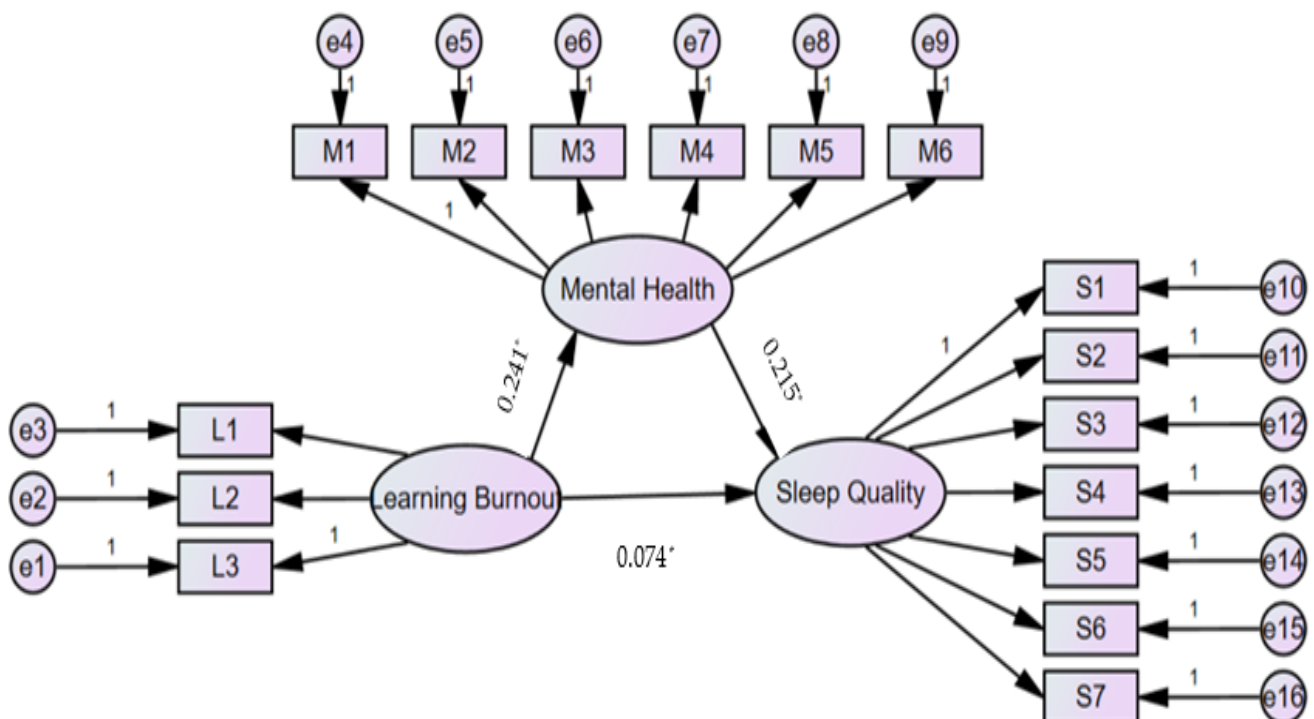 e4 e5 e6 e7 e8 e9
1 1 1 1 1 1
M1 M2 M3 M4 M5 M6
1
Mental Health
0.241*
0.215*
S1 1 e10
1
S2 1 e11
S3 1 e12
S4 1 e13
S5 1 e14
S6 1 e15
S7 1 e16
e3 1 L1
e2 1 L2
e1 1 L3
1
Learning Burnout
Sleep Quality
0.074*